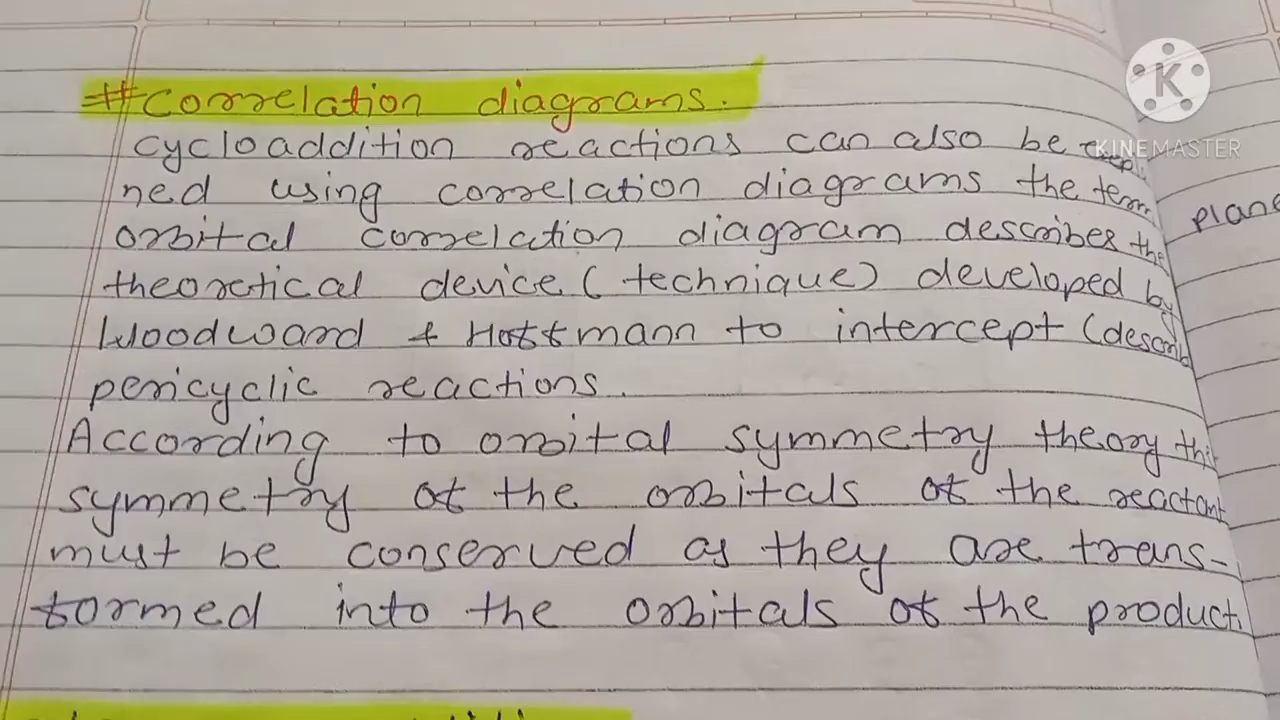 # Correlation diagrams.
cycloaddition reactions can also be
ned using correlation diagrams the term
orbital correlation diagram describes the
theoretical device (technique) developed by
Woodward & Hoffmann to intercept (describ
pericyclic reactions.
According to orbital symmetry theory the
symmetry of the orbitals of the reactant
must be conserved as they are trans-
formed into the orbitals of the product.
plane
K
KINEMASTER